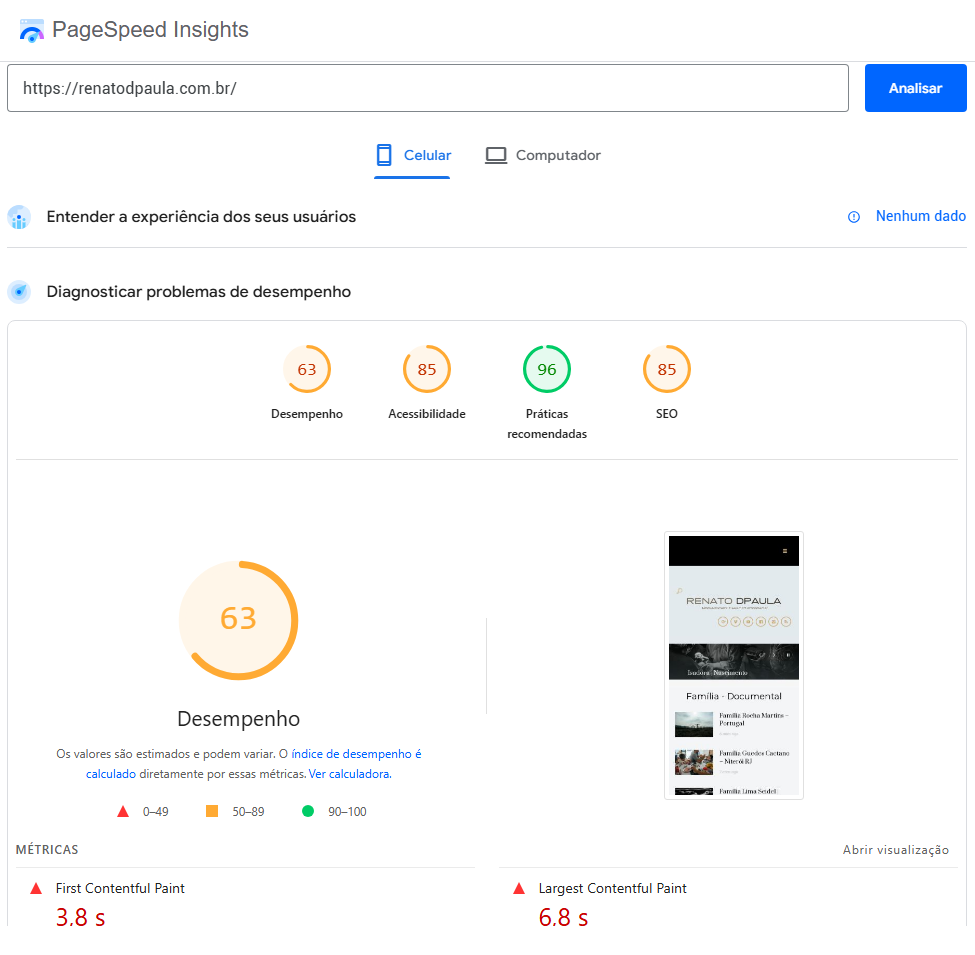 PageSpeed Insights
https://renatodpaula.com.br/
Analisar
Celular
Computador
Entender a experiência dos seus usuários
Nenhum dado
Diagnosticar problemas de desempenho
63
85
96
85
Desempenho
Acessibilidade
Práticas
recomendadas
SEO
63
Desempenho
Os valores são estimados e podem variar. O índice de desempenho é
calculado diretamente por essas métricas. Ver calculadora.
0–49
50–89
90–100
RENATO DPAULA
Isadora Nascimento
Família - Documental
Família Rocha Martins -
Portugal
Família Guedes Caetano
- Niterói RJ
Família Lima Seidel
MÉTRICAS
Abrir visualização
First Contentful Paint
3,8 s
Largest Contentful Paint
6,8 s